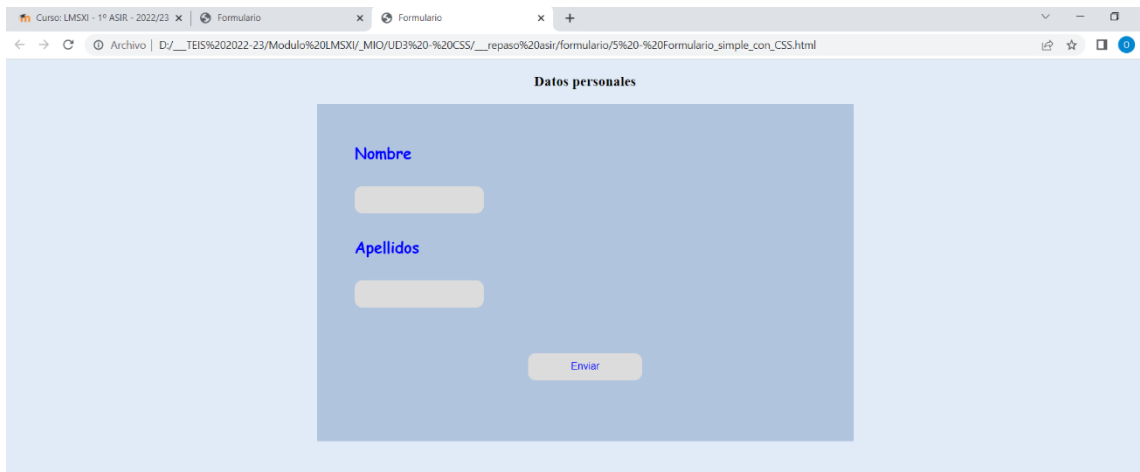 Curso: LMSXI - 1º ASIR - 2022/23
Formulario
Formulario
Archivo | D:/___TEIS%202022-23/Modulo%20LMSXI/_MIO/UD3%20-%20CSS/___repaso%20asir/formulario/5%20-%20Formulario_simple_con_CSS.html
0
Datos personales
Nombre
Apellidos
Enviar